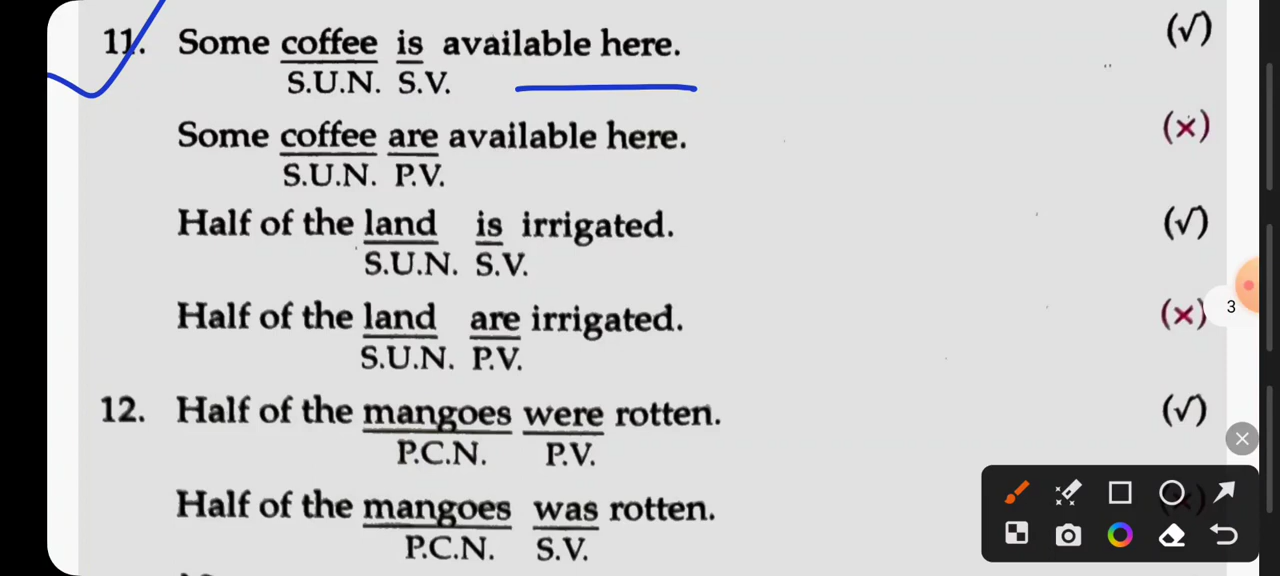 11. Some coffee is available here. (√)
S.U.N. S.V.
Some coffee are available here. (×)
S.U.N. P.V.
Half of the land is irrigated. (√)
S.U.N. S.V.
Half of the land are irrigated. (×)
S.U.N. P.V.
3
12. Half of the mangoes were rotten. (√)
P.C.N. P.V.
Half of the mangoes was rotten. (×)
P.C.N. S.V.